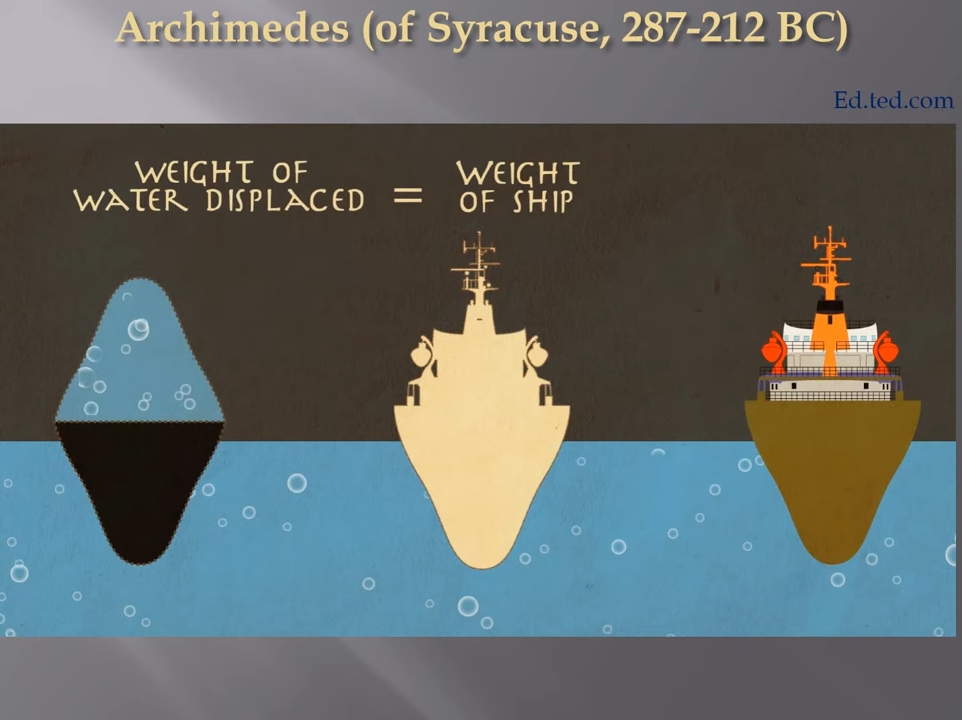 Archimedes (of Syracuse, 287-212 BC)
Ed.ted.com
WEIGHT OF
WATER DISPLACED
=
WEIGHT
OF SHIP